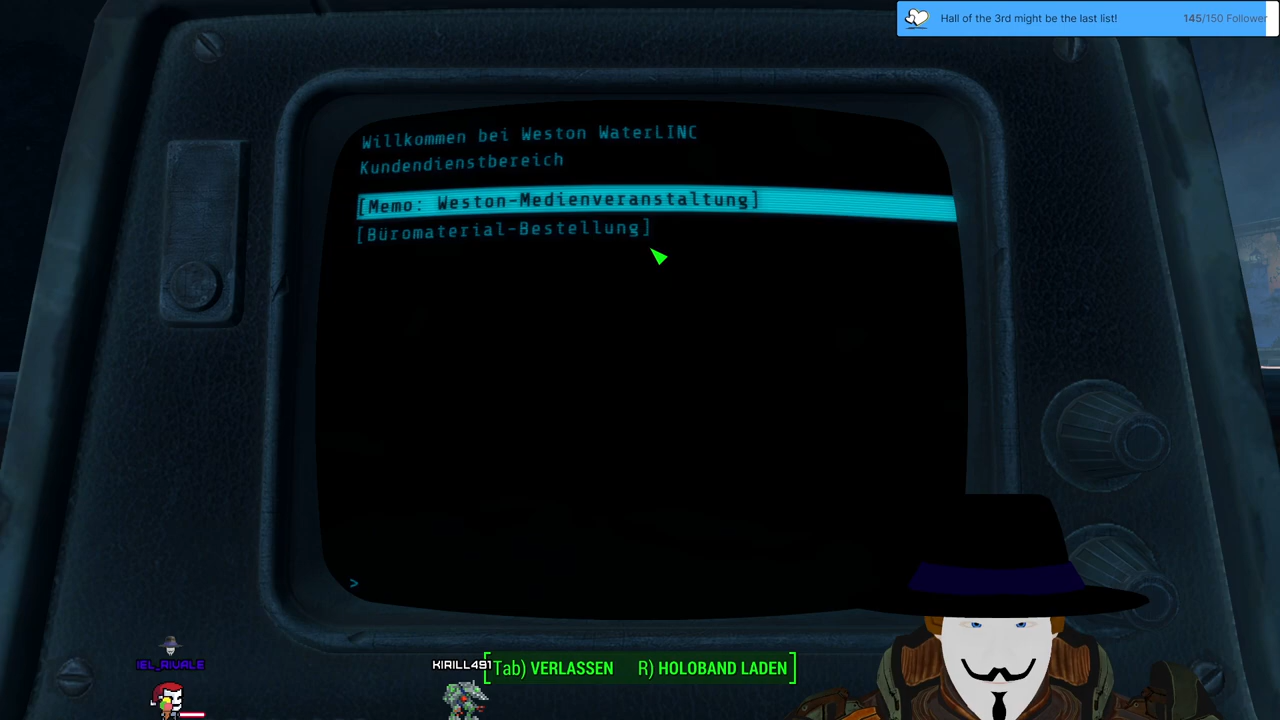 Hall of the 3rd might be the last list! 145/150 Follower
Willkommen bei Weston WaterLINC
Kundendienstbereich
[Memo: Weston-Medienveranstaltung]
[Büromaterial-Bestellung]
>
IEL_RIVALE
KIRILL491
Tab) VERLASSEN R) HOLOBAND LADEN